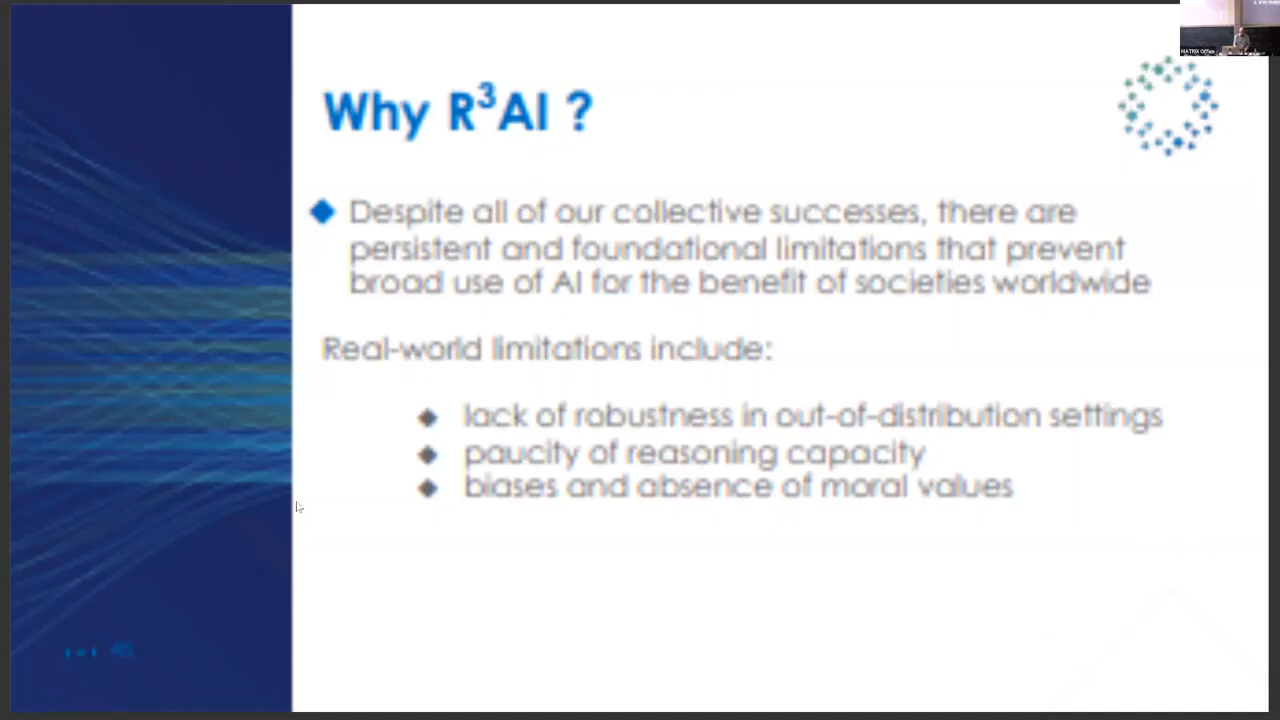 Why R³AI ?
Despite all of our collective successes, there are
persistent and foundational limitations that prevent
broad use of AI for the benefit of societies worldwide
Real-world limitations include:
lack of robustness in out-of-distribution settings
paucity of reasoning capacity
biases and absence of moral values
MATRIX Office